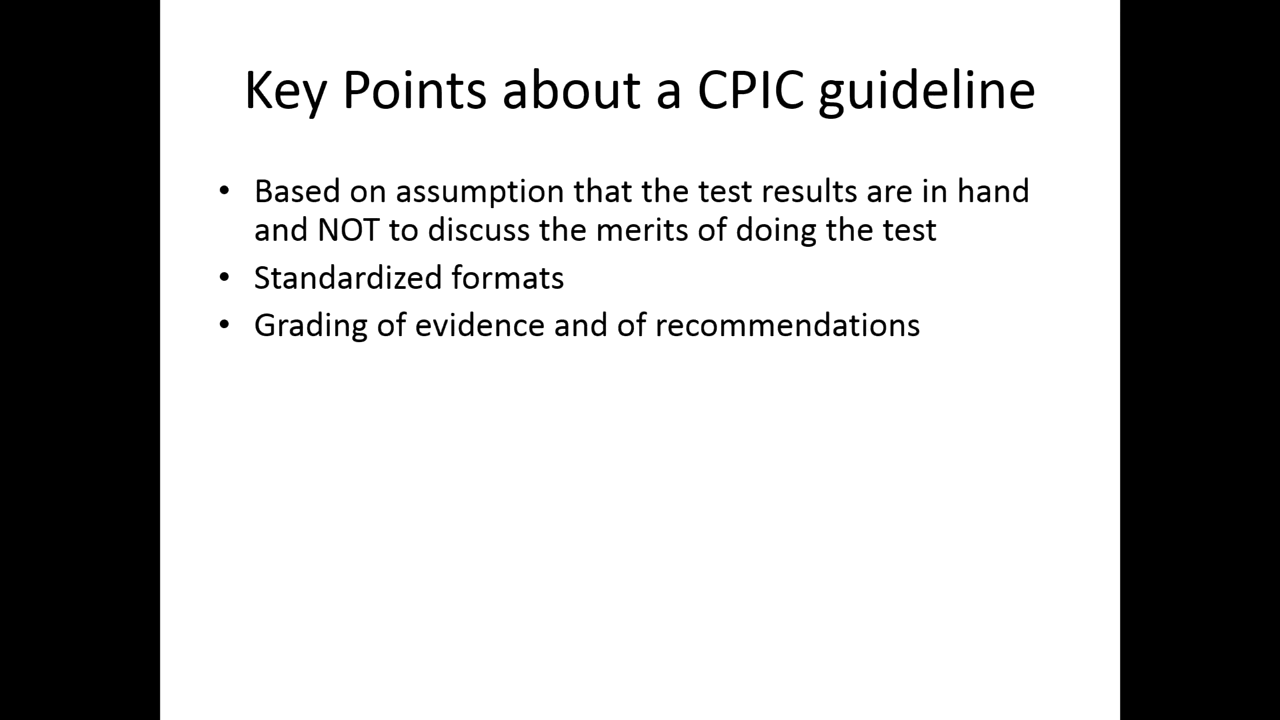 Key Points about a CPIC guideline
• Based on assumption that the test results are in hand
and NOT to discuss the merits of doing the test
• Standardized formats
• Grading of evidence and of recommendations